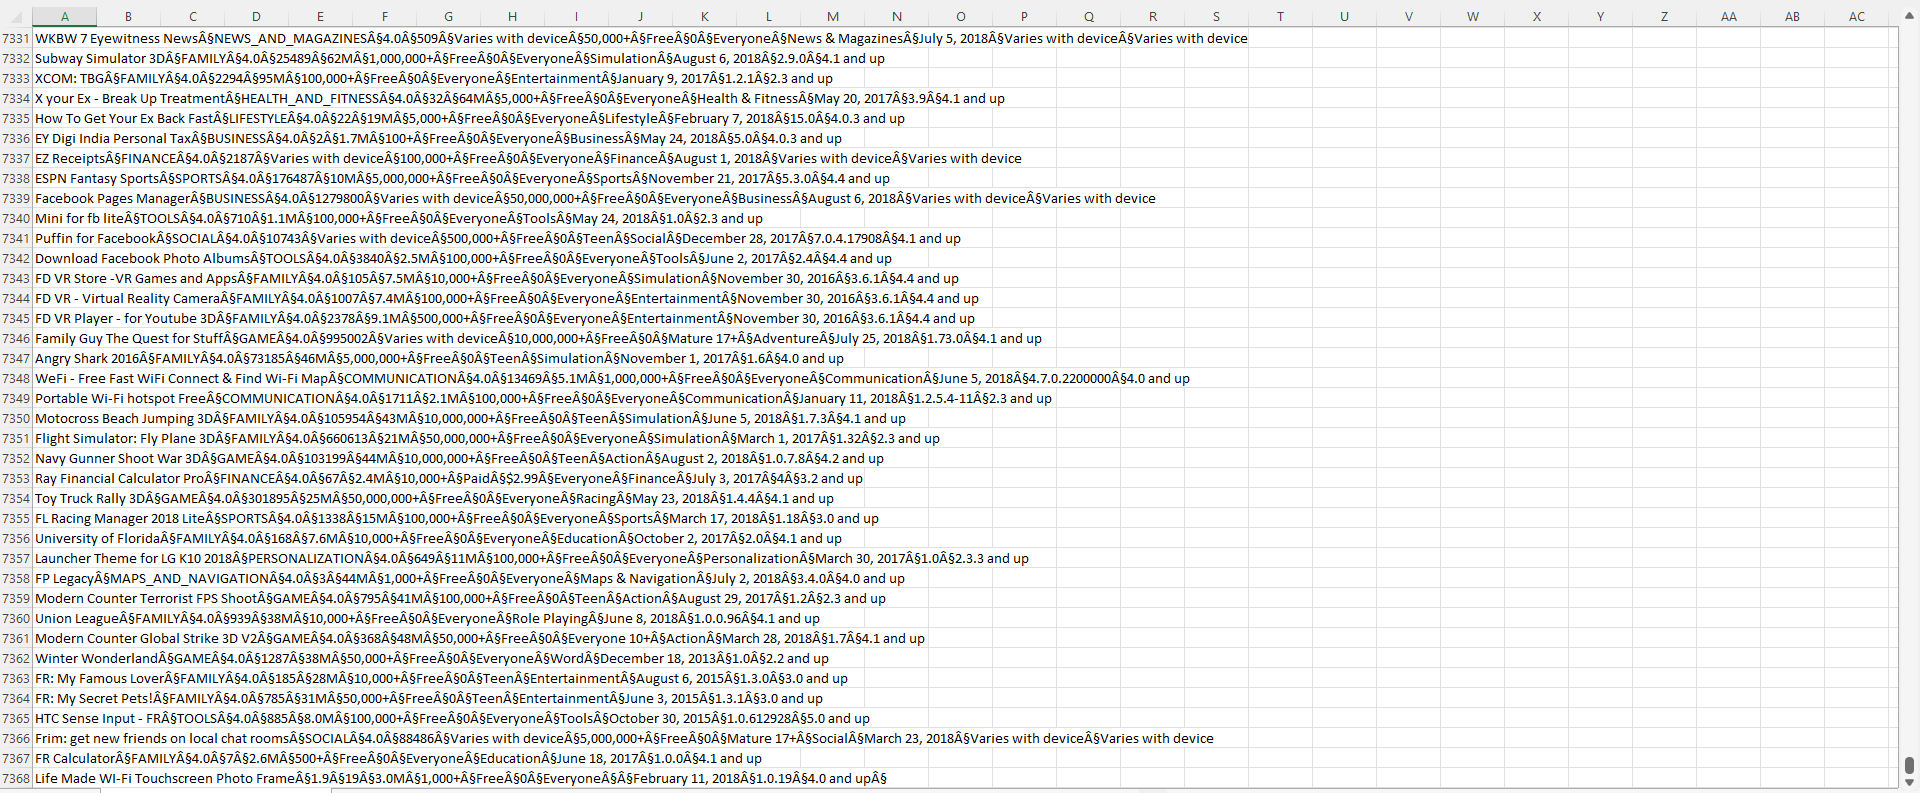 A B C D E F G H I J K L M N O P Q R S T U V W X Y Z AA AB AC
7331 WKBW 7 Eyewitness NewsÂ§NEWS_AND_MAGAZINESÂ§4.0Â§509Â§Varies with deviceÂ§50,000+Â§FreeÂ§0Â§EveryoneÂ§News & MagazinesÂ§July 5, 2018Â§Varies with deviceÂ§Varies with device
7332 Subway Simulator 3DÂ§FAMILYÂ§4.0Â§25489Â§62MÂ§1,000,000+Â§FreeÂ§0Â§EveryoneÂ§SimulationÂ§August 6, 2018Â§2.9.0Â§4.1 and up
7333 XCOM: TBGÂ§FAMILYÂ§4.0Â§2294Â§95MÂ§100,000+Â§FreeÂ§0Â§EveryoneÂ§EntertainmentÂ§January 9, 2017Â§1.2.1Â§2.3 and up
7334 X your Ex - Break Up TreatmentÂ§HEALTH_AND_FITNESSÂ§4.0Â§32Â§64MÂ§5,000+Â§FreeÂ§0Â§EveryoneÂ§Health & FitnessÂ§May 20, 2017Â§3.9Â§4.1 and up
7335 How To Get Your Ex Back FastÂ§LIFESTYLEÂ§4.0Â§22Â§19MÂ§5,000+Â§FreeÂ§0Â§EveryoneÂ§LifestyleÂ§February 7, 2018Â§15.0Â§4.0.3 and up
7336 EY Digi India Personal TaxÂ§BUSINESSÂ§4.0Â§2Â§1.7MÂ§100+Â§FreeÂ§0Â§EveryoneÂ§BusinessÂ§May 24, 2018Â§5.0Â§4.0.3 and up
7337 EZ ReceiptsÂ§FINANCEÂ§4.0Â§2187Â§Varies with deviceÂ§100,000+Â§FreeÂ§0Â§EveryoneÂ§FinanceÂ§August 1, 2018Â§Varies with deviceÂ§Varies with device
7338 ESPN Fantasy SportsÂ§SPORTSÂ§4.0Â§176487Â§10MÂ§5,000,000+Â§FreeÂ§0Â§EveryoneÂ§SportsÂ§November 21, 2017Â§5.3.0Â§4.4 and up
7339 Facebook Pages ManagerÂ§BUSINESSÂ§4.0Â§1279800Â§Varies with deviceÂ§50,000,000+Â§FreeÂ§0Â§EveryoneÂ§BusinessÂ§August 6, 2018Â§Varies with deviceÂ§Varies with device
7340 Mini for fb liteÂ§TOOLSÂ§4.0Â§710Â§1.1MÂ§100,000+Â§FreeÂ§0Â§EveryoneÂ§ToolsÂ§May 24, 2018Â§1.0Â§2.3 and up
7341 Puffin for FacebookÂ§SOCIALÂ§4.0Â§10743Â§Varies with deviceÂ§500,000+Â§FreeÂ§0Â§TeenÂ§SocialÂ§December 28, 2017Â§7.0.4.17908Â§4.1 and up
7342 Download Facebook Photo AlbumsÂ§TOOLSÂ§4.0Â§3840Â§2.5MÂ§100,000+Â§FreeÂ§0Â§EveryoneÂ§ToolsÂ§June 2, 2017Â§2.4Â§4.4 and up
7343 FD VR Store -VR Games and AppsÂ§FAMILYÂ§4.0Â§105Â§7.5MÂ§10,000+Â§FreeÂ§0Â§EveryoneÂ§SimulationÂ§November 30, 2016Â§3.6.1Â§4.4 and up
7344 FD VR - Virtual Reality CameraÂ§FAMILYÂ§4.0Â§1007Â§7.4MÂ§100,000+Â§FreeÂ§0Â§EveryoneÂ§EntertainmentÂ§November 30, 2016Â§3.6.1Â§4.4 and up
7345 FD VR Player - for Youtube 3DÂ§FAMILYÂ§4.0Â§2378Â§9.1MÂ§500,000+Â§FreeÂ§0Â§EveryoneÂ§EntertainmentÂ§November 30, 2016Â§3.6.1Â§4.4 and up
7346 Family Guy The Quest for StuffÂ§GAMEÂ§4.0Â§995002Â§Varies with deviceÂ§10,000,000+Â§FreeÂ§0Â§Mature 17+Â§AdventureÂ§July 25, 2018Â§1.73.0Â§4.1 and up
7347 Angry Shark 2016Â§FAMILYÂ§4.0Â§73185Â§46MÂ§5,000,000+Â§FreeÂ§0Â§TeenÂ§SimulationÂ§November 1, 2017Â§1.6Â§4.0 and up
7348 WeFi - Free Fast WiFi Connect & Find Wi-Fi MapÂ§COMMUNICATIONÂ§4.0Â§13469Â§5.1MÂ§1,000,000+Â§FreeÂ§0Â§EveryoneÂ§CommunicationÂ§June 5, 2018Â§4.7.0.2200000Â§4.0 and up
7349 Portable Wi-Fi hotspot FreeÂ§COMMUNICATIONÂ§4.0Â§1711Â§2.1MÂ§100,000+Â§FreeÂ§0Â§EveryoneÂ§CommunicationÂ§January 11, 2018Â§1.2.5.4-11Â§2.3 and up
7350 Motocross Beach Jumping 3DÂ§FAMILYÂ§4.0Â§105954Â§43MÂ§10,000,000+Â§FreeÂ§0Â§TeenÂ§SimulationÂ§June 5, 2018Â§1.7.3Â§4.1 and up
7351 Flight Simulator: Fly Plane 3DÂ§FAMILYÂ§4.0Â§660613Â§21MÂ§50,000,000+Â§FreeÂ§0Â§EveryoneÂ§SimulationÂ§March 1, 2017Â§1.32Â§2.3 and up
7352 Navy Gunner Shoot War 3DÂ§GAMEÂ§4.0Â§103199Â§44MÂ§10,000,000+Â§FreeÂ§0Â§TeenÂ§ActionÂ§August 2, 2018Â§1.0.7.8Â§4.2 and up
7353 Ray Financial Calculator ProÂ§FINANCEÂ§4.0Â§67Â§2.4MÂ§10,000+Â§PaidÂ§$2.99Â§EveryoneÂ§FinanceÂ§July 3, 2017Â§4Â§3.2 and up
7354 Toy Truck Rally 3DÂ§GAMEÂ§4.0Â§301895Â§25MÂ§50,000,000+Â§FreeÂ§0Â§EveryoneÂ§RacingÂ§May 23, 2018Â§1.4.4Â§4.1 and up
7355 FL Racing Manager 2018 LiteÂ§SPORTSÂ§4.0Â§1338Â§15MÂ§100,000+Â§FreeÂ§0Â§EveryoneÂ§SportsÂ§March 17, 2018Â§1.18Â§3.0 and up
7356 University of FloridaÂ§FAMILYÂ§4.0Â§168Â§7.6MÂ§10,000+Â§FreeÂ§0Â§EveryoneÂ§EducationÂ§October 2, 2017Â§2.0Â§4.1 and up
7357 Launcher Theme for LG K10 2018Â§PERSONALIZATIONÂ§4.0Â§649Â§11MÂ§100,000+Â§FreeÂ§0Â§EveryoneÂ§PersonalizationÂ§March 30, 2017Â§1.0Â§2.3.3 and up
7358 FP LegacyÂ§MAPS_AND_NAVIGATIONÂ§4.0Â§3Â§44MÂ§1,000+Â§FreeÂ§0Â§EveryoneÂ§Maps & NavigationÂ§July 2, 2018Â§3.4.0Â§4.0 and up
7359 Modern Counter Terrorist FPS ShootÂ§GAMEÂ§4.0Â§795Â§41MÂ§100,000+Â§FreeÂ§0Â§TeenÂ§ActionÂ§August 29, 2017Â§1.2Â§2.3 and up
7360 Union LeagueÂ§FAMILYÂ§4.0Â§939Â§38MÂ§10,000+Â§FreeÂ§0Â§EveryoneÂ§Role PlayingÂ§June 8, 2018Â§1.0.0.96Â§4.1 and up
7361 Modern Counter Global Strike 3D V2Â§GAMEÂ§4.0Â§368Â§48MÂ§50,000+Â§FreeÂ§0Â§Everyone 10+Â§ActionÂ§March 28, 2018Â§1.7Â§4.1 and up
7362 Winter WonderlandÂ§GAMEÂ§4.0Â§1287Â§38MÂ§50,000+Â§FreeÂ§0Â§EveryoneÂ§WordÂ§December 18, 2013Â§1.0Â§2.2 and up
7363 FR: My Famous LoverÂ§FAMILYÂ§4.0Â§185Â§28MÂ§10,000+Â§FreeÂ§0Â§TeenÂ§EntertainmentÂ§August 6, 2015Â§1.3.0Â§3.0 and up
7364 FR: My Secret Pets!Â§FAMILYÂ§4.0Â§785Â§31MÂ§50,000+Â§FreeÂ§0Â§TeenÂ§EntertainmentÂ§June 3, 2015Â§1.3.1Â§3.0 and up
7365 HTC Sense Input - FRÂ§TOOLSÂ§4.0Â§885Â§8.0MÂ§100,000+Â§FreeÂ§0Â§EveryoneÂ§ToolsÂ§October 30, 2015Â§1.0.612928Â§5.0 and up
7366 Frim: get new friends on local chat roomsÂ§SOCIALÂ§4.0Â§88486Â§Varies with deviceÂ§5,000,000+Â§FreeÂ§0Â§Mature 17+Â§SocialÂ§March 23, 2018Â§Varies with deviceÂ§Varies with device
7367 FR CalculatorÂ§FAMILYÂ§4.0Â§7Â§2.6MÂ§500+Â§FreeÂ§0Â§EveryoneÂ§EducationÂ§June 18, 2017Â§1.0.0Â§4.1 and up
7368 Life Made WI-Fi Touchscreen Photo FrameÂ§1.9Â§19Â§3.0MÂ§1,000+Â§FreeÂ§0Â§EveryoneÂ§Â§February 11, 2018Â§1.0.19Â§4.0 and upÂ§